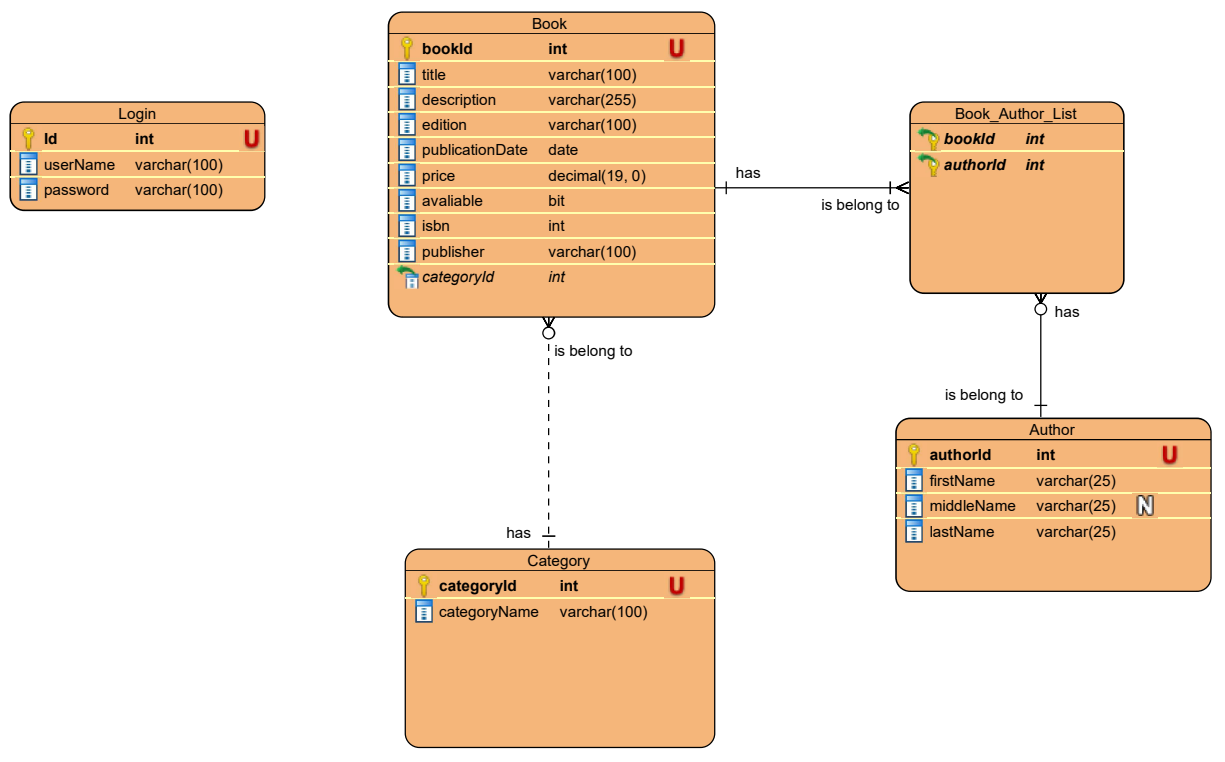 Login
Id int U
userName varchar(100)
password varchar(100)
Book
bookId int U
title varchar(100)
description varchar(255)
edition varchar(100)
publicationDate date
price decimal(19, 0)
avaliable bit
isbn int
publisher varchar(100)
categoryId int
has
is belong to
Book_Author_List
bookId int
authorId int
has
is belong to
Author
authorId int U
firstName varchar(25)
middleName varchar(25) N
lastName varchar(25)
is belong to
has
Category
categoryId int U
categoryName varchar(100)